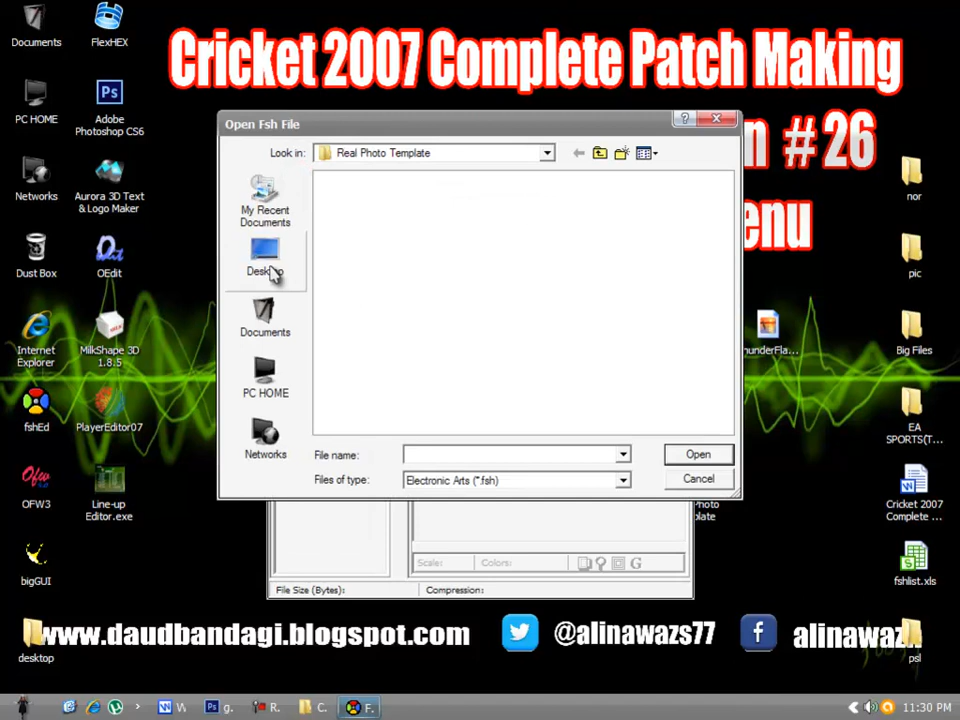 Cricket 2007 Complete Patch Making
# 26
Documents
FlexHEX
PC HOME
Adobe
Photoshop CS6
Networks
Aurora 3D Text
& Logo Maker
Dust Box
OEdit
Internet
Explorer
MilkShape 3D
1.8.5
fshEd
PlayerEditor07
OFW3
Line-up
Editor.exe
bigGUI
desktop
Open Fsh File
Look in:
Real Photo Template
My Recent
Documents
Desktop
Documents
PC HOME
Networks
File name:
Open
Files of type:
Electronic Arts (*.fsh)
Cancel
Scale:
Colors:
G
File Size (Bytes):
Compression:
nor
pic
Big Files
EA
SPORTS(T...
Cricket 2007
Complete ...
fshlist.xls
psl
www.daudbandagi.blogspot.com
@alinawazs77
W
g.
R.
C.
F.
11:30 PM